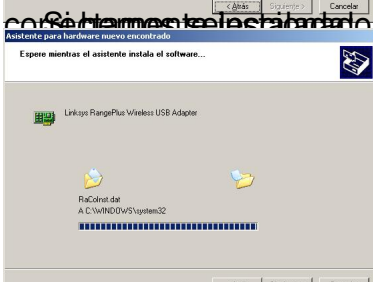 < Atrás Siguiente > Cancelar
Asistente para hardware nuevo encontrado
Espere mientras el asistente instala el software...
Linksys RangePlus Wireless USB Adapter
RaCoInst.dat
A C:\WINDOWS\system32